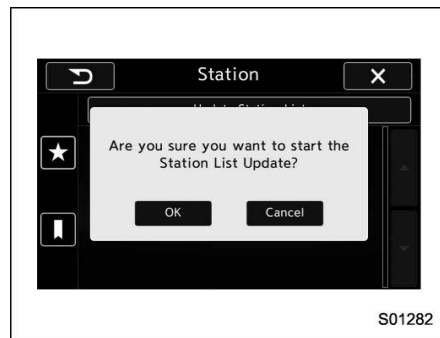 Station
Are you sure you want to start the
Station List Update?
OK
Cancel
S01282